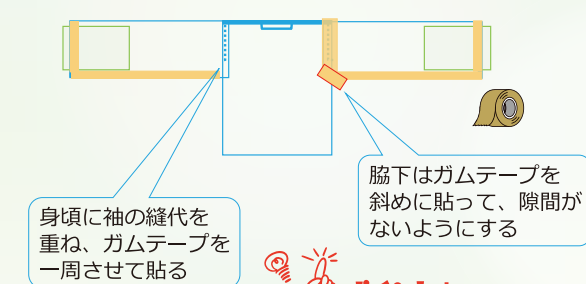 身頃に袖の縫代を
重ね、ガムテープを
一周させて貼る
脇下はガムテープを
斜めに貼って、隙間が
ないようにする